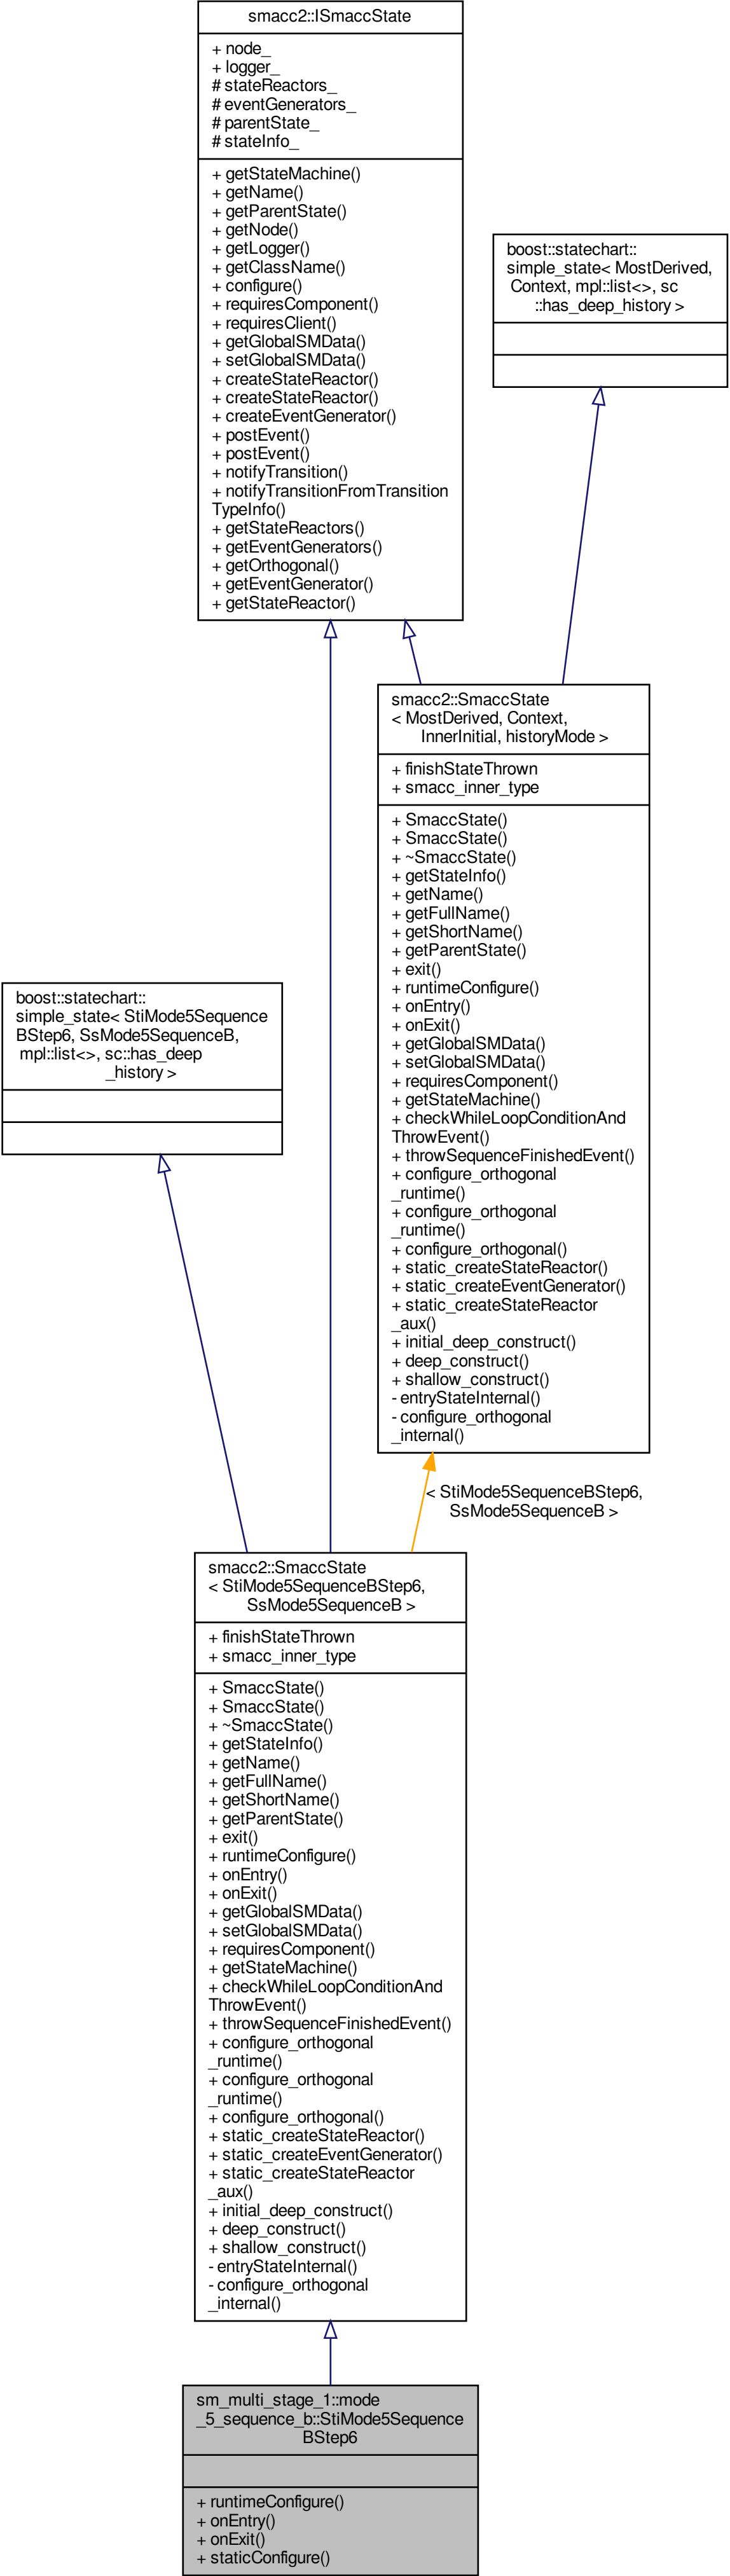 smacc2::ISmaccState
+ node_
+ logger_
# stateReactors_
# eventGenerators_
# parentState_
# stateInfo_
+ getStateMachine()
+ getName()
+ getParentState()
+ getNode()
+ getLogger()
+ getClassName()
+ configure()
+ requiresComponent()
+ requiresClient()
+ getGlobalSMData()
+ setGlobalSMData()
+ createStateReactor()
+ createStateReactor()
+ createEventGenerator()
+ postEvent()
+ postEvent()
+ notifyTransition()
+ notifyTransitionFromTransition
TypeInfo()
+ getStateReactors()
+ getEventGenerators()
+ getOrthogonal()
+ getEventGenerator()
+ getStateReactor()
boost::statechart::
simple_state< MostDerived,
Context, mpl::list<>, sc
::has_deep_history >
smacc2::SmaccState
< MostDerived, Context,
InnerInitial, historyMode >
+ finishStateThrown
+ smacc_inner_type
+ SmaccState()
+ SmaccState()
+ ~SmaccState()
+ getStateInfo()
+ getName()
+ getFullName()
+ getShortName()
+ getParentState()
+ exit()
+ runtimeConfigure()
+ onEntry()
+ onExit()
+ getGlobalSMData()
+ setGlobalSMData()
+ requiresComponent()
+ getStateMachine()
+ checkWhileLoopConditionAnd
ThrowEvent()
+ throwSequenceFinishedEvent()
+ configure_orthogonal
_runtime()
+ configure_orthogonal
_runtime()
+ configure_orthogonal()
+ static_createStateReactor()
+ static_createEventGenerator()
+ static_createStateReactor
_aux()
+ initial_deep_construct()
+ deep_construct()
+ shallow_construct()
- entryStateInternal()
- configure_orthogonal
_internal()
boost::statechart::
simple_state< StiMode5Sequence
BStep6, SsMode5SequenceB,
mpl::list<>, sc::has_deep
_history >
< StiMode5SequenceBStep6,
SsMode5SequenceB >
smacc2::SmaccState
< StiMode5SequenceBStep6,
SsMode5SequenceB >
+ finishStateThrown
+ smacc_inner_type
+ SmaccState()
+ SmaccState()
+ ~SmaccState()
+ getStateInfo()
+ getName()
+ getFullName()
+ getShortName()
+ getParentState()
+ exit()
+ runtimeConfigure()
+ onEntry()
+ onExit()
+ getGlobalSMData()
+ setGlobalSMData()
+ requiresComponent()
+ getStateMachine()
+ checkWhileLoopConditionAnd
ThrowEvent()
+ throwSequenceFinishedEvent()
+ configure_orthogonal
_runtime()
+ configure_orthogonal
_runtime()
+ configure_orthogonal()
+ static_createStateReactor()
+ static_createEventGenerator()
+ static_createStateReactor
_aux()
+ initial_deep_construct()
+ deep_construct()
+ shallow_construct()
- entryStateInternal()
- configure_orthogonal
_internal()
sm_multi_stage_1::mode
_5_sequence_b::StiMode5Sequence
BStep6
+ runtimeConfigure()
+ onEntry()
+ onExit()
+ staticConfigure()